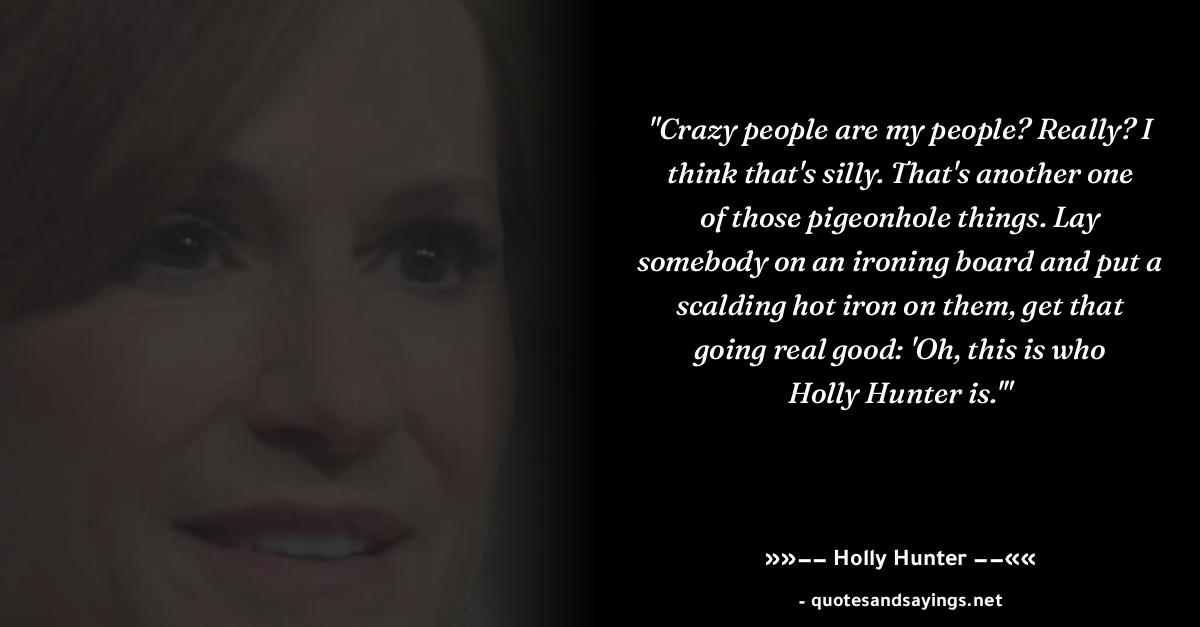 "Crazy people are my people? Really? I
think that's silly. That's another one
of those pigeonhole things. Lay
somebody on an ironing board and put a
scalding hot iron on them, get that
going real good: 'Oh, this is who
Holly Hunter is.'"
»»−− Holly Hunter −−««
- quotesandsayings.net